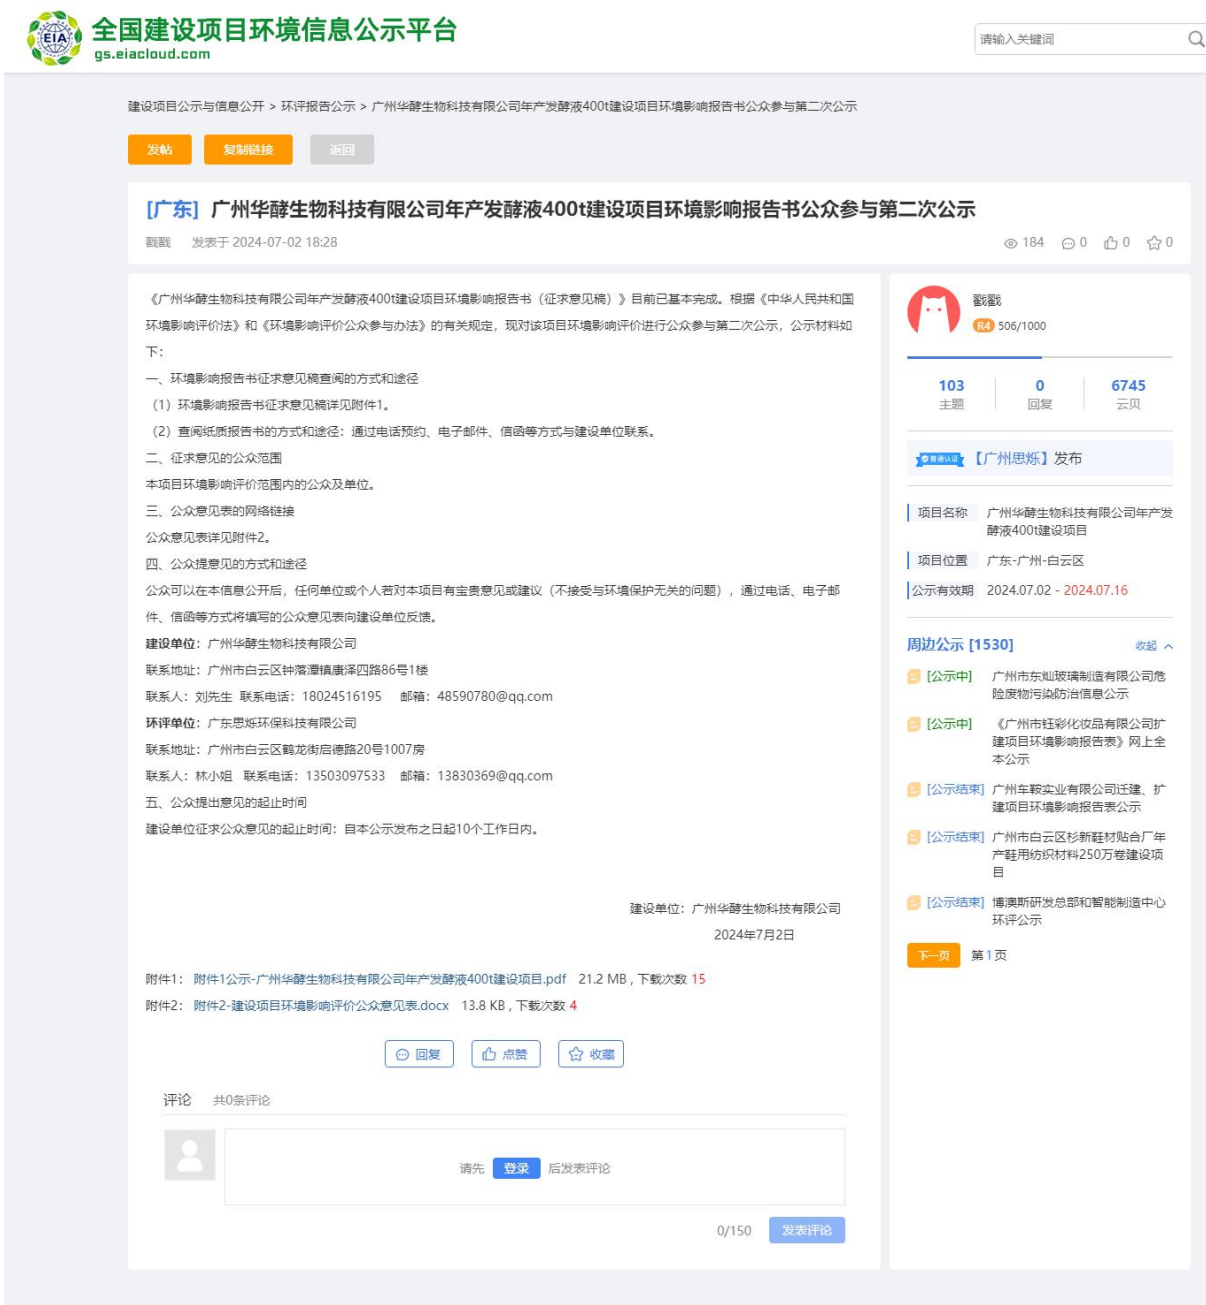 EIA 全国建设项目环境信息公示平台
gs.eiacloud.com
请输入关键词
建设项目公示与信息公开 > 环评报告公示 > 广州华酵生物科技有限公司年产发酵液400t建设项目环境影响报告书公众参与第二次公示
发帖 复制链接 返回
[广东] 广州华酵生物科技有限公司年产发酵液400t建设项目环境影响报告书公众参与第二次公示
戳戳 发表于 2024-07-02 18:28
184 0 0 0
《广州华酵生物科技有限公司年产发酵液400t建设项目环境影响报告书（征求意见稿）》目前已基本完成。根据《中华人民共和国
环境影响评价法》和《环境影响评价公众参与办法》的有关规定，现对该项目环境影响评价进行公众参与第二次公示，公示材料如
下：
一、环境影响报告书征求意见稿查阅的方式和途径
（1）环境影响报告书征求意见稿详见附件1。
（2）查阅纸质报告书的方式和途径：通过电话预约、电子邮件、信函等方式与建设单位联系。
二、征求意见的公众范围
本项目环境影响评价范围内的公众及单位。
三、公众意见表的网络链接
公众意见表详见附件2。
四、公众提意见的方式和途径
公众可以在本信息公开后，任何单位或个人若对本项目有宝贵意见或建议（不接受与环境保护无关的问题），通过电话、电子邮
件、信函等方式将填写的公众意见表向建设单位反馈。
建设单位：广州华酵生物科技有限公司
联系地址：广州市白云区钟落潭镇康泽四路86号1楼
联系人：刘先生 联系电话：18024516195 邮箱：48590780@qq.com
环评单位：广东思烁环保科技有限公司
联系地址：广州市白云区鹤龙街启德路20号1007房
联系人：林小姐 联系电话：13503097533 邮箱：13830369@qq.com
五、公众提出意见的起止时间
建设单位征求公众意见的起止时间：自本公示发布之日起10个工作日内。
建设单位：广州华酵生物科技有限公司
2024年7月2日
附件1： 附件1公示-广州华酵生物科技有限公司年产发酵液400t建设项目.pdf 21.2 MB , 下载次数 15
附件2： 附件2-建设项目环境影响评价公众意见表.docx 13.8 KB , 下载次数 4
回复 点赞 收藏
评论 共0条评论
请先 登录 后发表评论
0/150 发表评论
戳戳
R4 506/1000
103 0 6745
主题 回复 云贝
普通认证 【广州思烁】发布
项目名称 广州华酵生物科技有限公司年产发
酵液400t建设项目
项目位置 广东-广州-白云区
公示有效期 2024.07.02 - 2024.07.16
周边公示 [1530] 收起
[公示中] 广州市东灿玻璃制造有限公司危
险废物污染防治信息公示
[公示中] 《广州市钰彩化妆品有限公司扩
建项目环境影响报告表》网上全
本公示
[公示结束] 广州车鞍实业有限公司迁建、扩
建项目环境影响报告表公示
[公示结束] 广州市白云区杉新鞋材贴合厂年
产鞋用纺织材料250万卷建设项
目
[公示结束] 博澳斯研发总部和智能制造中心
环评公示
下一页 第1页